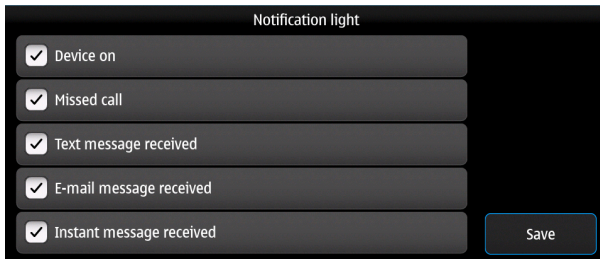 Notification light
Device on
Missed call
Text message received
E-mail message received
Instant message received
Save